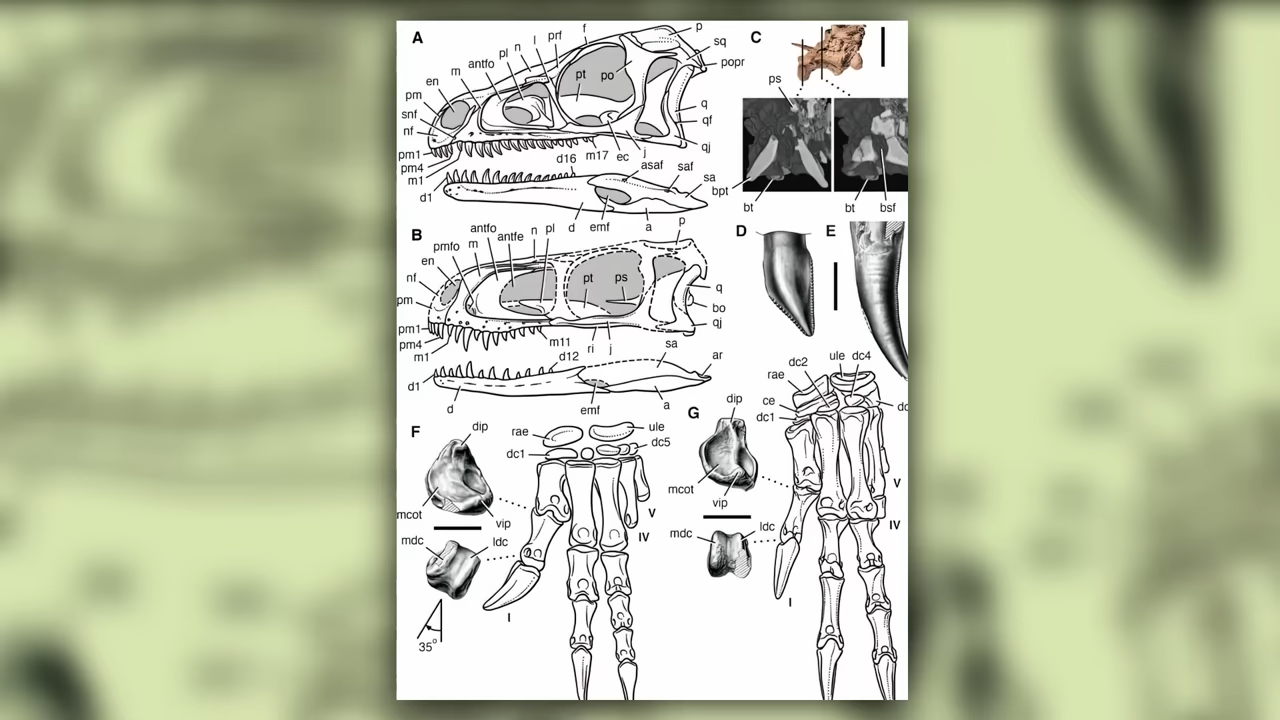 A
en
m
antfo
pl
n
l
prf
f
p
sq
popr
pt
po
pm
snf
nf
q
qf
qj
pm1
pm4
m1
d16
m17
ec
j
asaf
saf
sa
d1
d
emf
a
B
pmfo
en
m
antfo
antfe
n
pl
p
nf
pm
pt
ps
q
bo
qj
pm1
pm4
m1
m11
ri
j
sa
d12
ar
d1
d
emf
a
C
ps
bpt
bt
bt
bsf
D
E
F
dip
rae
ule
dc1
dc5
mcot
vip
mdc
ldc
V
IV
I
35°
G
dip
rae
dc2
ule
dc4
ce
dc1
dc
mcot
vip
mdc
ldc
V
IV
I